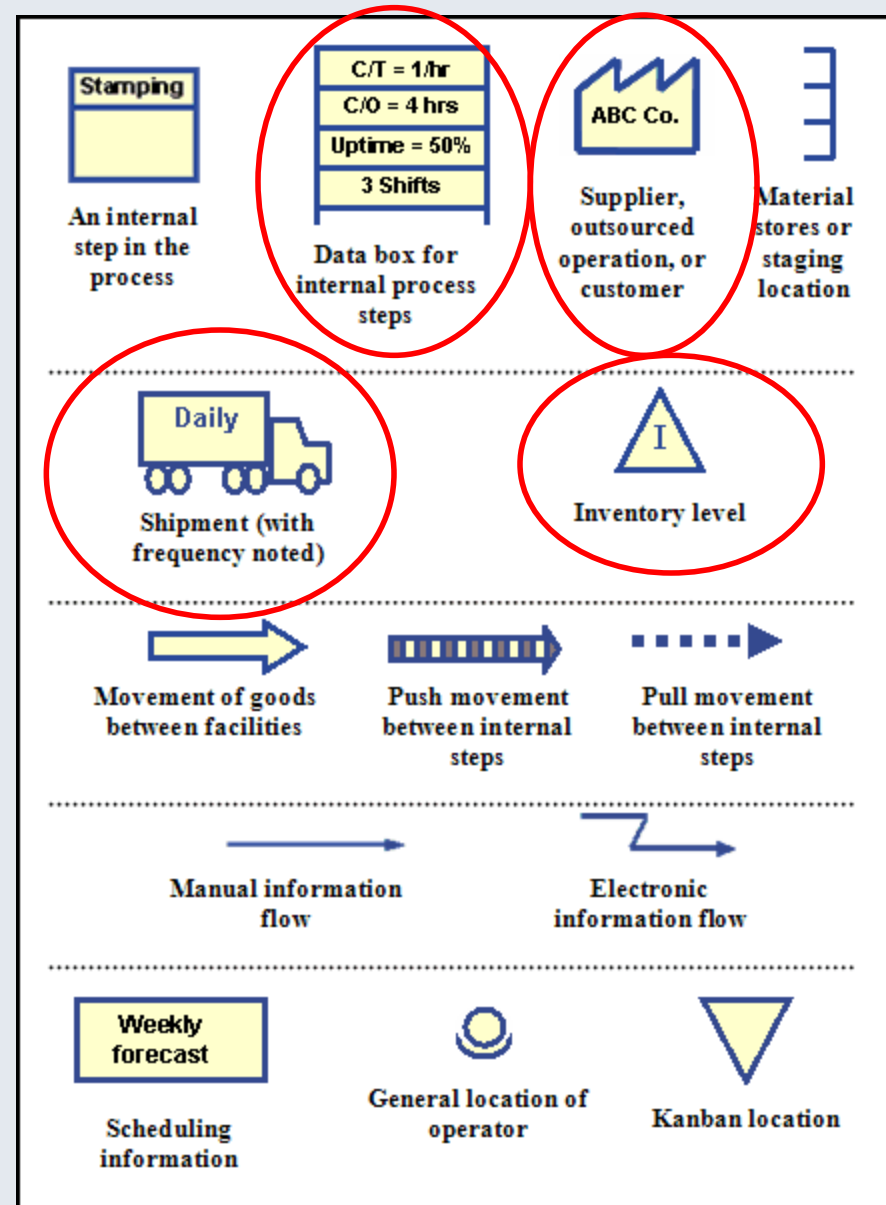 Stamping
An internal
step in the
process
C/T = 1/hr
C/O = 4 hrs
Uptime = 50%
3 Shifts
Data box for
internal process
steps
ABC Co.
Supplier,
outsourced
operation, or
customer
Material
stores or
staging
location
Daily
Shipment (with
frequency noted)
I
Inventory level
Movement of goods
between facilities
Push movement
between internal
steps
Pull movement
between internal
steps
Manual information
flow
Electronic
information flow
Weekly
forecast
Scheduling
information
General location of
operator
Kanban location